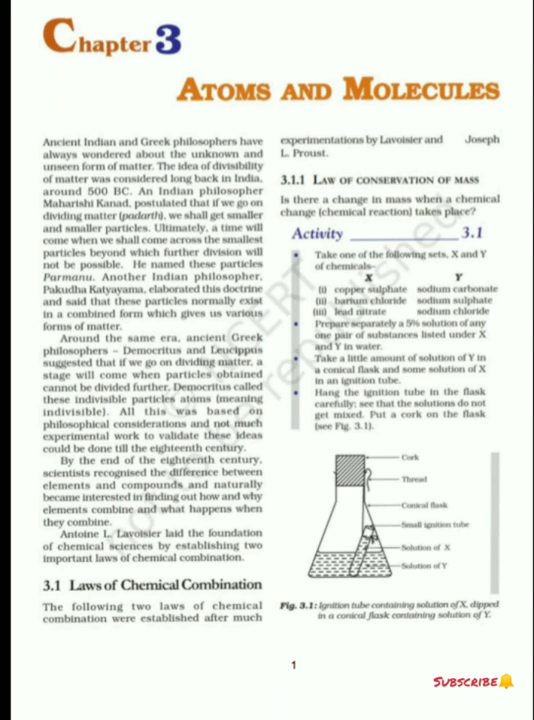 Chapter 3
ATOMS AND MOLECULES
Ancient Indian and Greek philosophers have
always wondered about the unknown and
unseen form of matter. The idea of divisibility
of matter was considered long back in India,
around 500 BC. An Indian philosopher
Maharishi Kanad, postulated that if we go on
dividing matter (padarth), we shall get smaller
and smaller particles. Ultimately, a time will
come when we shall come across the smallest
particles beyond which further division will
not be possible. He named these particles
Parmanu. Another Indian philosopher,
Pakudha Katyayama, elaborated this doctrine
and said that these particles normally exist
in a combined form which gives us various
forms of matter.
Around the same era, ancient Greek
philosophers – Democritus and Leucippus
suggested that if we go on dividing matter, a
stage will come when particles obtained
cannot be divided further. Democritus called
these indivisible particles atoms (meaning
indivisible). All this was based on
philosophical considerations and not much
experimental work to validate these ideas
could be done till the eighteenth century.
By the end of the eighteenth century,
scientists recognised the difference between
elements and compounds and naturally
became interested in finding out how and why
elements combine and what happens when
they combine.
Antoine L. Lavoisier laid the foundation
of chemical sciences by establishing two
important laws of chemical combination.
3.1 Laws of Chemical Combination
The following two laws of chemical
combination were established after much
experimentations by Lavoisier and Joseph
L. Proust.
3.1.1 LAW OF CONSERVATION OF MASS
Is there a change in mass when a chemical
change (chemical reaction) takes place?
Activity ______________ 3.1
• Take one of the following sets, X and Y
of chemicals–
X Y
(i) copper sulphate sodium carbonate
(ii) barium chloride sodium sulphate
(iii) lead nitrate sodium chloride
• Prepare separately a 5% solution of any
one pair of substances listed under X
and Y in water.
• Take a little amount of solution of Y in
a conical flask and some solution of X
in an ignition tube.
• Hang the ignition tube in the flask
carefully; see that the solutions do not
get mixed. Put a cork on the flask
(see Fig. 3.1).
Cork
Thread
Conical flask
Small ignition tube
Solution of X
Solution of Y
Fig. 3.1: Ignition tube containing solution of X, dipped
in a conical flask containing solution of Y.
1
SUBSCRIBE